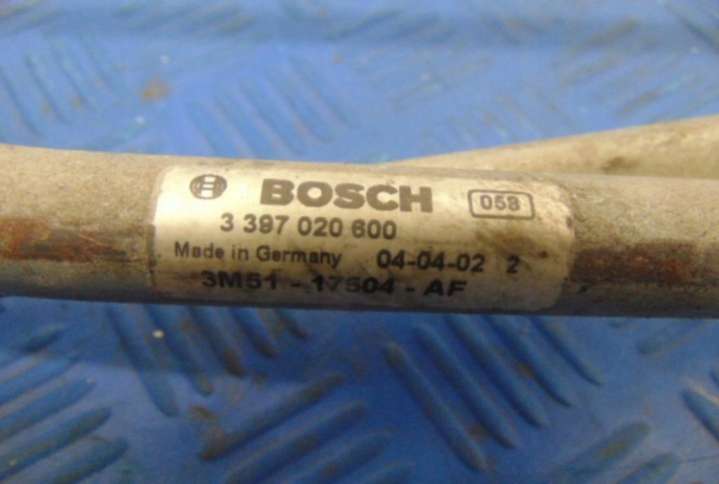 BOSCH 058
3 397 020 600
Made in Germany 04-04-02 2
3M51 - 17504 - AF